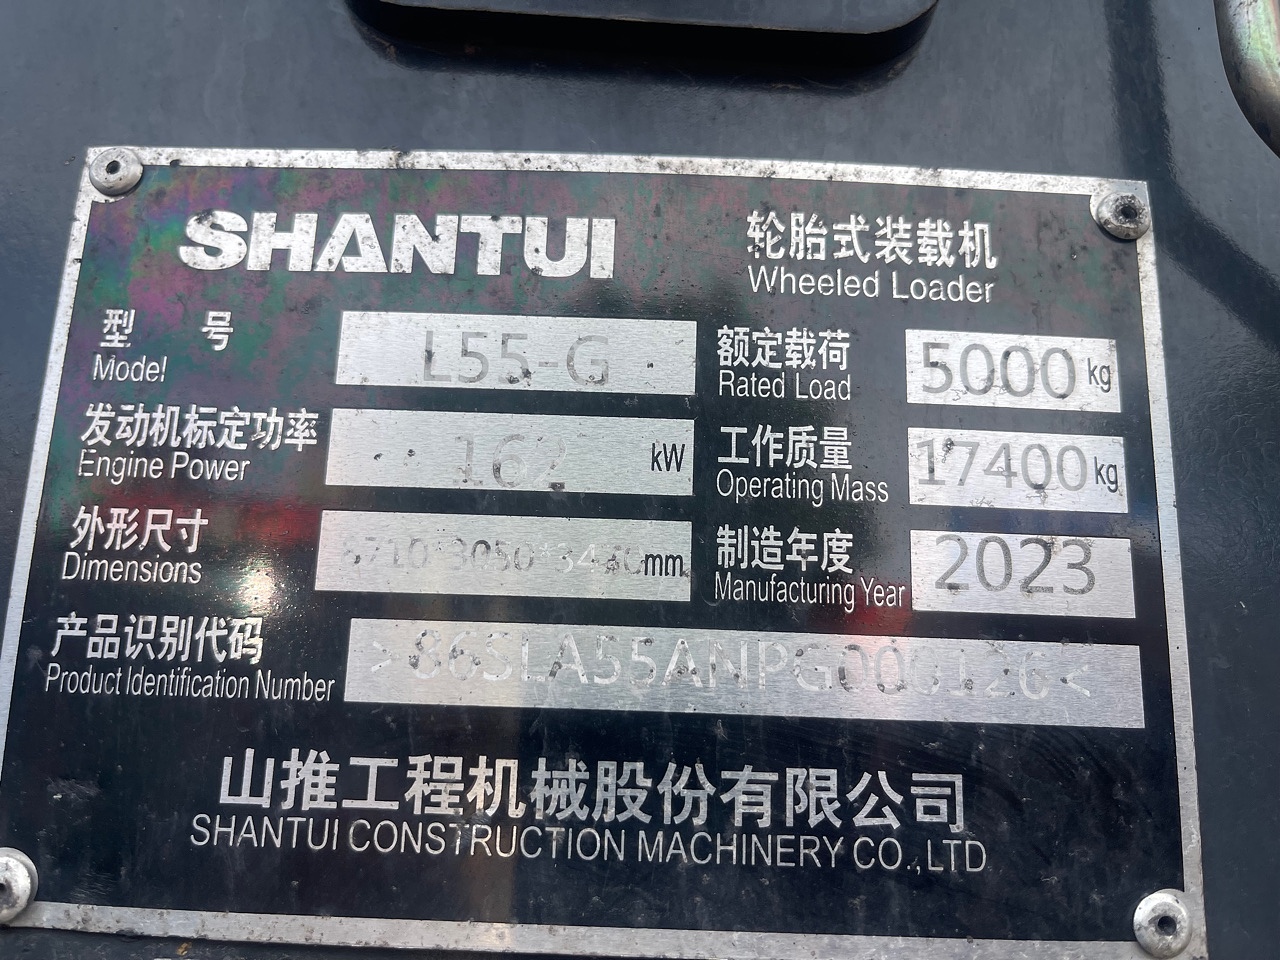 SHANTUI
轮胎式装载机
Wheeled Loader
型 号 L55-G
Model
额定载荷 5000 kg
Rated Load
发动机标定功率 162 kW
Engine Power
工作质量 17400 kg
Operating Mass
外形尺寸 mm
Dimensions
制造年度 2023
Manufacturing Year
产品识别代码 >86SLA55ANPG000126<
Product Identification Number
山推工程机械股份有限公司
SHANTUI CONSTRUCTION MACHINERY CO.,LTD